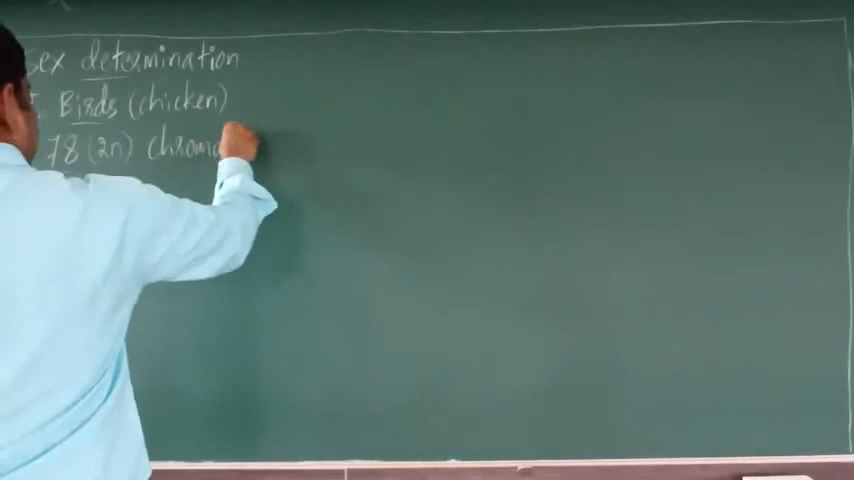 sex determination
Birds (chicken)
78 (2n) chromo